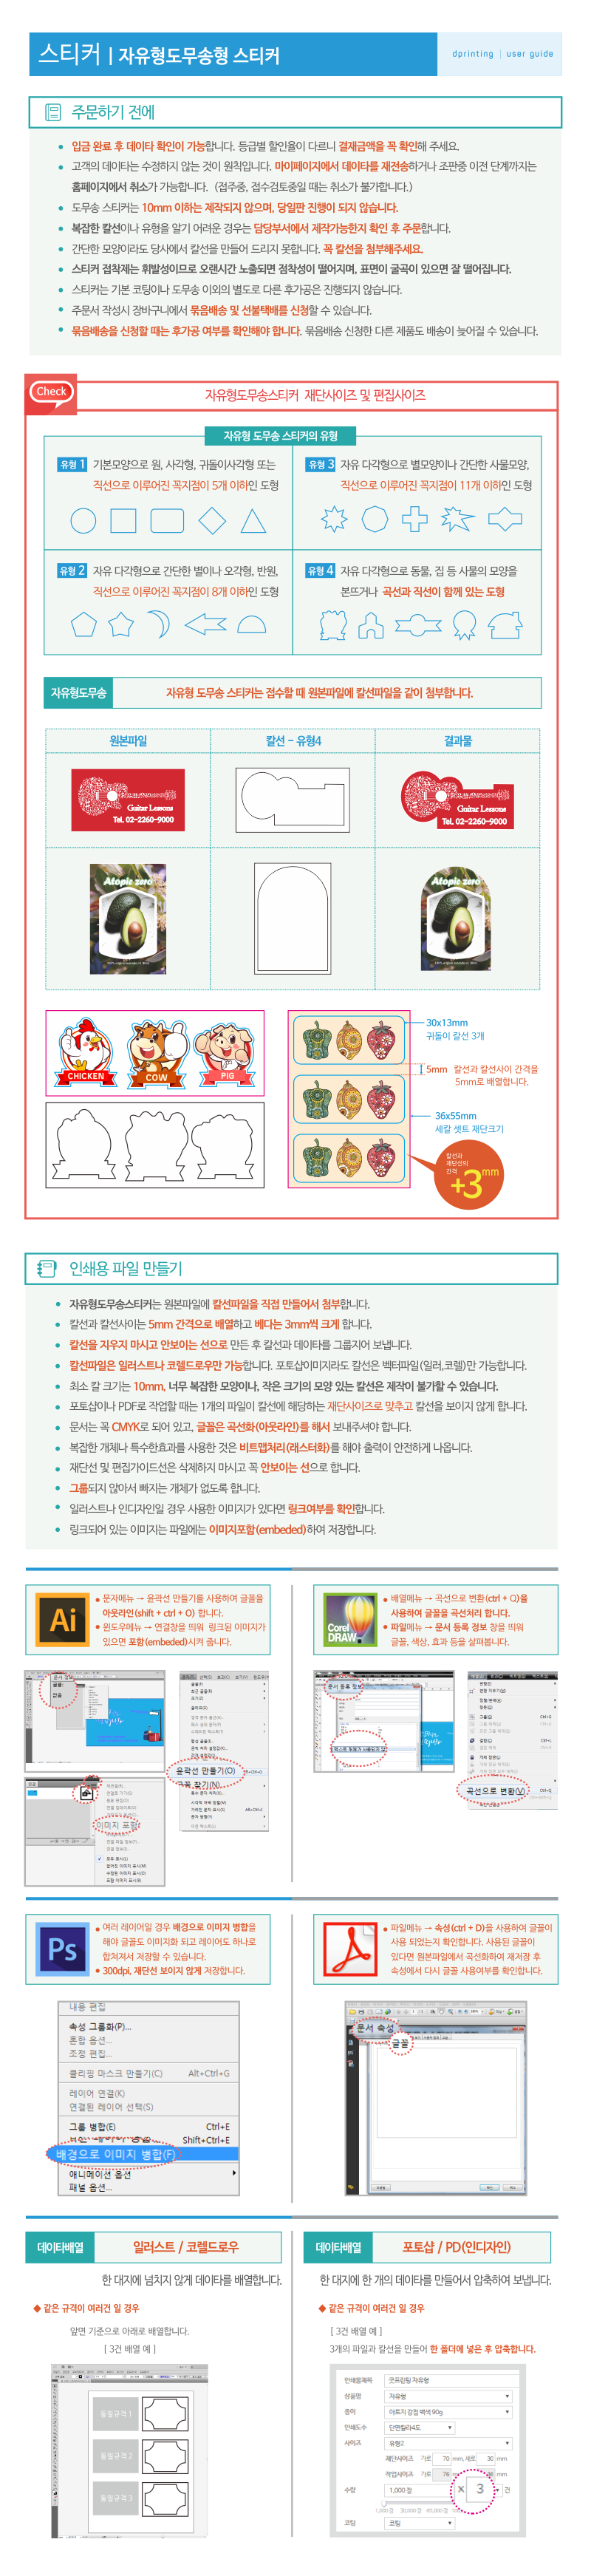 스티커 | 자유형도무송형 스티커
dprinting | user guide
주문하기 전에
입금 완료 후 데이타 확인이 가능합니다. 등급별 할인율이 다르니 결재금액을 꼭 확인해 주세요.
고객의 데이타는 수정하지 않는 것이 원칙입니다. 마이페이지에서 데이타를 재전송하거나 조판중 이전 단계까지는
홈페이지에서 취소가 가능합니다. (접주중, 접수검토중일 때는 취소가 불가합니다.)
도무송 스티커는 10mm 이하는 제작되지 않으며, 당일판 진행이 되지 않습니다.
복잡한 칼선이나 유형을 알기 어려운 경우는 담당부서에서 제작가능한지 확인 후 주문합니다.
간단한 모양이라도 당사에서 칼선을 만들어 드리지 못합니다. 꼭 칼선을 첨부해주세요.
스티커 접착제는 휘발성이므로 오랜시간 노출되면 점착성이 떨어지며, 표면이 굴곡이 있으면 잘 떨어집니다.
스티커는 기본 코팅이나 도무송 이외의 별도로 다른 후가공은 진행되지 않습니다.
주문서 작성시 장바구니에서 묶음배송 및 선불택배를 신청할 수 있습니다.
묶음배송을 신청할 때는 후가공 여부를 확인해야 합니다. 묶음배송 신청한 다른 제품도 배송이 늦어질 수 있습니다.
Check
자유형도무송스티커 재단사이즈 및 편집사이즈
자유형 도무송 스티커의 유형
유형 1 기본모양으로 원, 사각형, 귀돌이사각형 또는
직선으로 이루어진 꼭지점이 5개 이하인 도형
유형 3 자유 다각형으로 별모양이나 간단한 사물모양,
직선으로 이루어진 꼭지점이 11개 이하인 도형
유형 2 자유 다각형으로 간단한 별이나 오각형, 반원,
직선으로 이루어진 꼭지점이 8개 이하인 도형
유형 4 자유 다각형으로 동물, 집 등 사물의 모양을
본뜨거나 곡선과 직선이 함께 있는 도형
자유형도무송
자유형 도무송 스티커는 접수할 때 원본파일에 칼선파일을 같이 첨부합니다.
원본파일
칼선 - 유형4
결과물
Guitar Lessons
Tel. 02-2260-9000
Guitar Lessons
Tel. 02-2260-9000
Atopic zero
Atopic zero
CHICKEN
COW
PIG
30x13mm
귀돌이 칼선 3개
5mm 칼선과 칼선사이 간격을
5mm로 배열합니다.
36x55mm
세칼 셋트 재단크기
칼선과
재단선의
간격
+3mm
인쇄용 파일 만들기
자유형도무송스티커는 원본파일에 칼선파일을 직접 만들어서 첨부합니다.
칼선과 칼선사이는 5mm 간격으로 배열하고 베다는 3mm씩 크게 합니다.
칼선을 지우지 마시고 안보이는 선으로 만든 후 칼선과 데이타를 그룹지어 보냅니다.
칼선파일은 일러스트나 코렐드로우만 가능합니다. 포토샵이미지라도 칼선은 벡터파일(일러,코렐)만 가능합니다.
최소 칼 크기는 10mm, 너무 복잡한 모양이나, 작은 크기의 모양 있는 칼선은 제작이 불가할 수 있습니다.
포토샵이나 PDF로 작업할 때는 1개의 파일이 칼선에 해당하는 재단사이즈로 맞추고 칼선을 보이지 않게 합니다.
문서는 꼭 CMYK로 되어 있고, 글꼴은 곡선화(아웃라인)를 해서 보내주셔야 합니다.
복잡한 개체나 특수한효과를 사용한 것은 비트맵처리(래스터화)를 해야 출력이 안전하게 나옵니다.
재단선 및 편집가이드선은 삭제하지 마시고 꼭 안보이는 선으로 합니다.
그룹되지 않아서 빠지는 개체가 없도록 합니다.
일러스트나 인디자인일 경우 사용한 이미지가 있다면 링크여부를 확인합니다.
링크되어 있는 이미지는 파일에는 이미지포함(embeded)하여 저장합니다.
Ai
문자메뉴 → 윤곽선 만들기를 사용하여 글꼴을
아웃라인(shift + ctrl + O) 합니다.
윈도우메뉴 → 연결창을 띄워 링크된 이미지가
있으면 포함(embeded)시켜 줍니다.
Corel
DRAW
배열메뉴 → 곡선으로 변환(ctrl + Q)을
사용하여 글꼴을 곡선처리 합니다.
파일메뉴 → 문서 등록 정보 창을 띄워
글꼴, 색상, 효과 등을 살펴봅니다.
윤곽선 만들기(O)
이미지 포함
문서 등록 정보
곡선으로 변환(V)
Ps
여러 레이어일 경우 배경으로 이미지 병합을
해야 글꼴도 이미지화 되고 레이어도 하나로
합쳐져서 저장할 수 있습니다.
300dpi, 재단선 보이지 않게 저장합니다.
파일메뉴 → 속성(ctrl + D)을 사용하여 글꼴이
사용 되었는지 확인합니다. 사용된 글꼴이
있다면 원본파일에서 곡선화하여 재저장 후
속성에서 다시 글꼴 사용여부를 확인합니다.
내용 편집
속성 그룹화(P)...
혼합 옵션...
조정 편집...
클리핑 마스크 만들기(C) Alt+Ctrl+G
레이어 연결(K)
연결된 레이어 선택(S)
그룹 병합(E) Ctrl+E
Shift+Ctrl+E
배경으로 이미지 병합(F)
애니메이션 옵션
패널 옵션...
문서 속성
글꼴
데이타배열
일러스트 / 코렐드로우
한 대지에 넘치지 않게 데이타를 배열합니다.
◆ 같은 규격이 여러건 일 경우
앞면 기준으로 아래로 배열합니다.
[ 3건 배열 예 ]
동일규격 1
동일규격 2
동일규격 3
데이타배열
포토샵 / PD(인디자인)
한 대지에 한 개의 데이타를 만들어서 압축하여 보냅니다.
◆ 같은 규격이 여러건 일 경우
[ 3건 배열 예 ]
3개의 파일과 칼선을 만들어 한 폴더에 넣은 후 압축합니다.
인쇄물제목 굿프린팅 자유형
상품명 자유형
종이 아트지 강접 백색 90g
인쇄도수 단면칼라4도
사이즈 유형2
재단사이즈 가로 70 mm, 세로 30 mm
작업사이즈 가로 76
수량 1,000 장 x 3 건
코팅 코팅